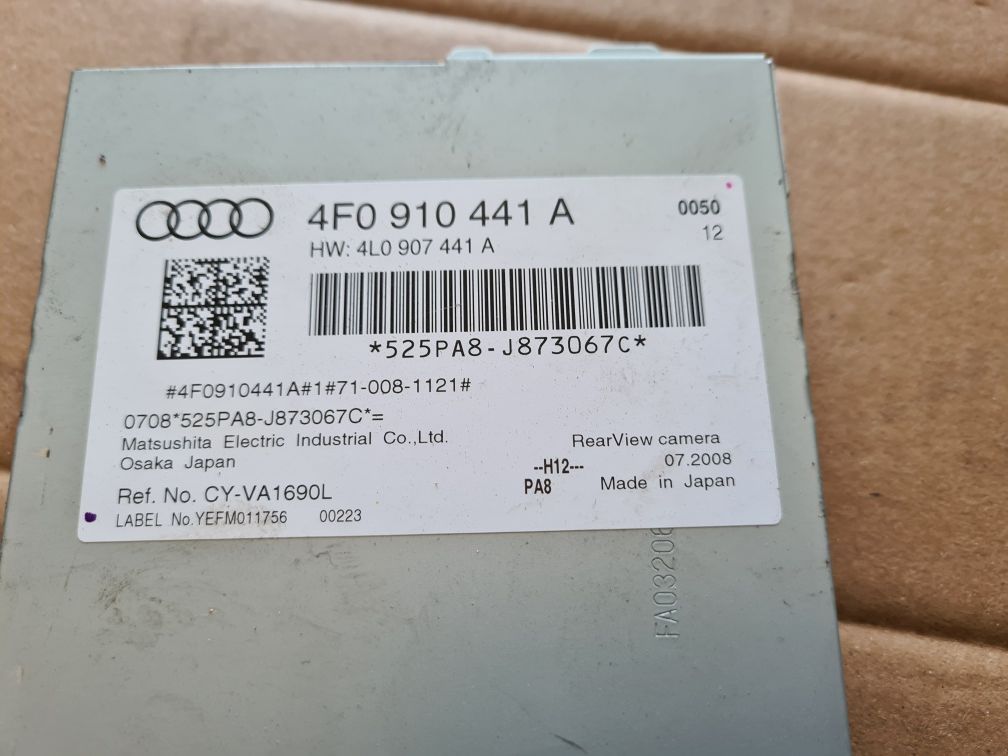 4F0 910 441 A
0050
HW: 4L0 907 441 A
12
*525PA8-J873067C*
#4F0910441A#1#71-008-1121#
0708*525PA8-J873067C*=
Matsushita Electric Industrial Co.,Ltd.
RearView camera
Osaka Japan
--H12---
07.2008
PA8
Made in Japan
Ref. No. CY-VA1690L
LABEL No.YEFM011756
00223